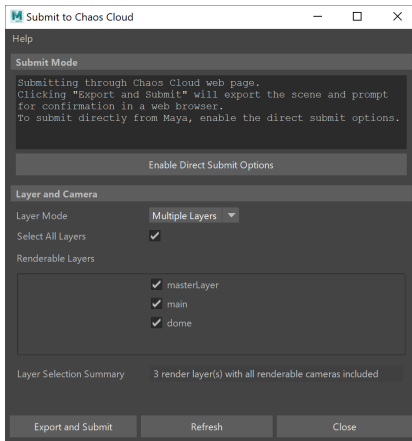 Submit to Chaos Cloud
Help
Submit Mode
Submitting through Chaos Cloud web page.
Clicking "Export and Submit" will export the scene and prompt
for confirmation in a web browser.
To submit directly from Maya, enable the direct submit options.
Enable Direct Submit Options
Layer and Camera
Layer Mode Multiple Layers
Select All Layers
Renderable Layers
masterLayer
main
dome
Layer Selection Summary 3 render layer(s) with all renderable cameras included
Export and Submit Refresh Close